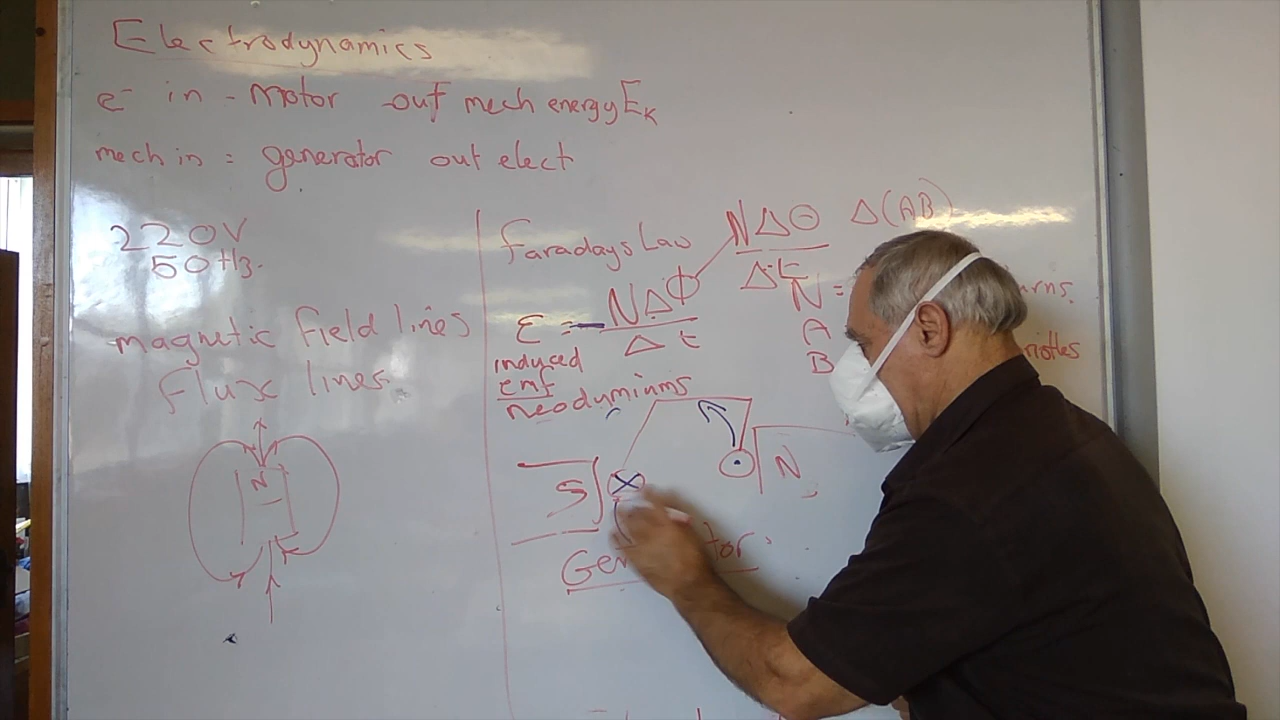 Electrodynamics
e⁻ in - motor out mech energy Eₖ
mech in = generator out elect
220V
50Hz.
magnetic field lines
flux lines.
N
Faradays Law
NΔΘ Δ(AB)
Δt
ε = - NΔΦ
Δt
induced
emf
N =
A
B
neodymiums
S
N